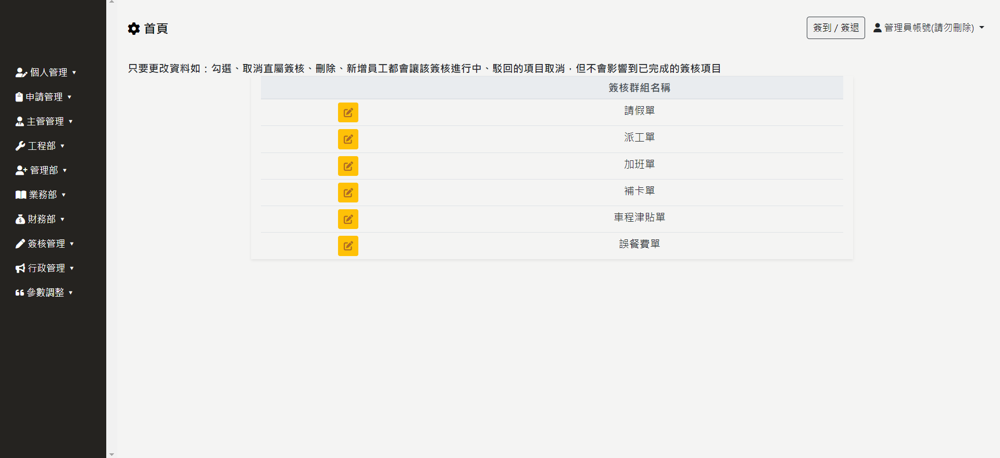 首頁
簽到 / 簽退
管理員帳號(請勿刪除)
個人管理
申請管理
主管管理
工程部
管理部
業務部
財務部
簽核管理
行政管理
參數調整
只要更改資料如：勾選、取消直屬簽核、刪除、新增員工都會讓該簽核進行中、駁回的項目取消，但不會影響到已完成的簽核項目
簽核群組名稱
請假單
派工單
加班單
補卡單
車程津貼單
誤餐費單